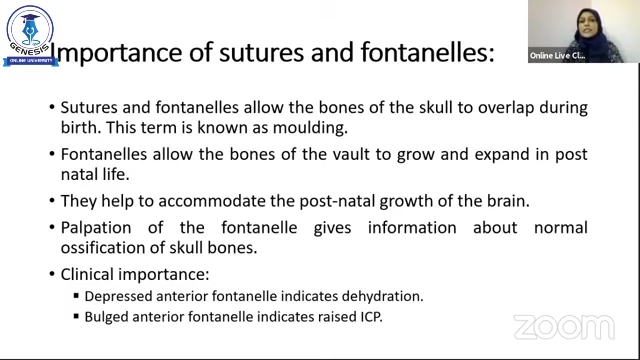 GENESIS
ONLINE UNIVERSITY
Importance of sutures and fontanelles:
Online Live Cl...
• Sutures and fontanelles allow the bones of the skull to overlap during
birth. This term is known as moulding.
• Fontanelles allow the bones of the vault to grow and expand in post
natal life.
• They help to accommodate the post-natal growth of the brain.
• Palpation of the fontanelle gives information about normal
ossification of skull bones.
• Clinical importance:
▪ Depressed anterior fontanelle indicates dehydration.
▪ Bulged anterior fontanelle indicates raised ICP.
zoom